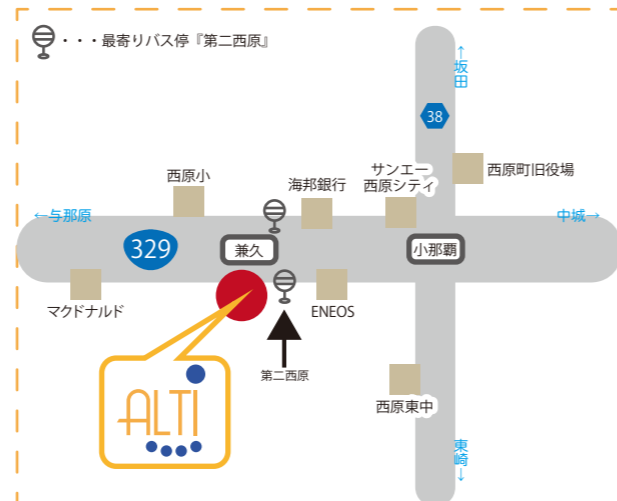 ・・・最寄りバス停『第二西原』
↑坂田
38
西原小
海邦銀行
サンエー
西原シティ
西原町旧役場
←与那原
中城→
329
兼久
小那覇
マクドナルド
ENEOS
第二西原
ALTI
西原東中
東崎↓